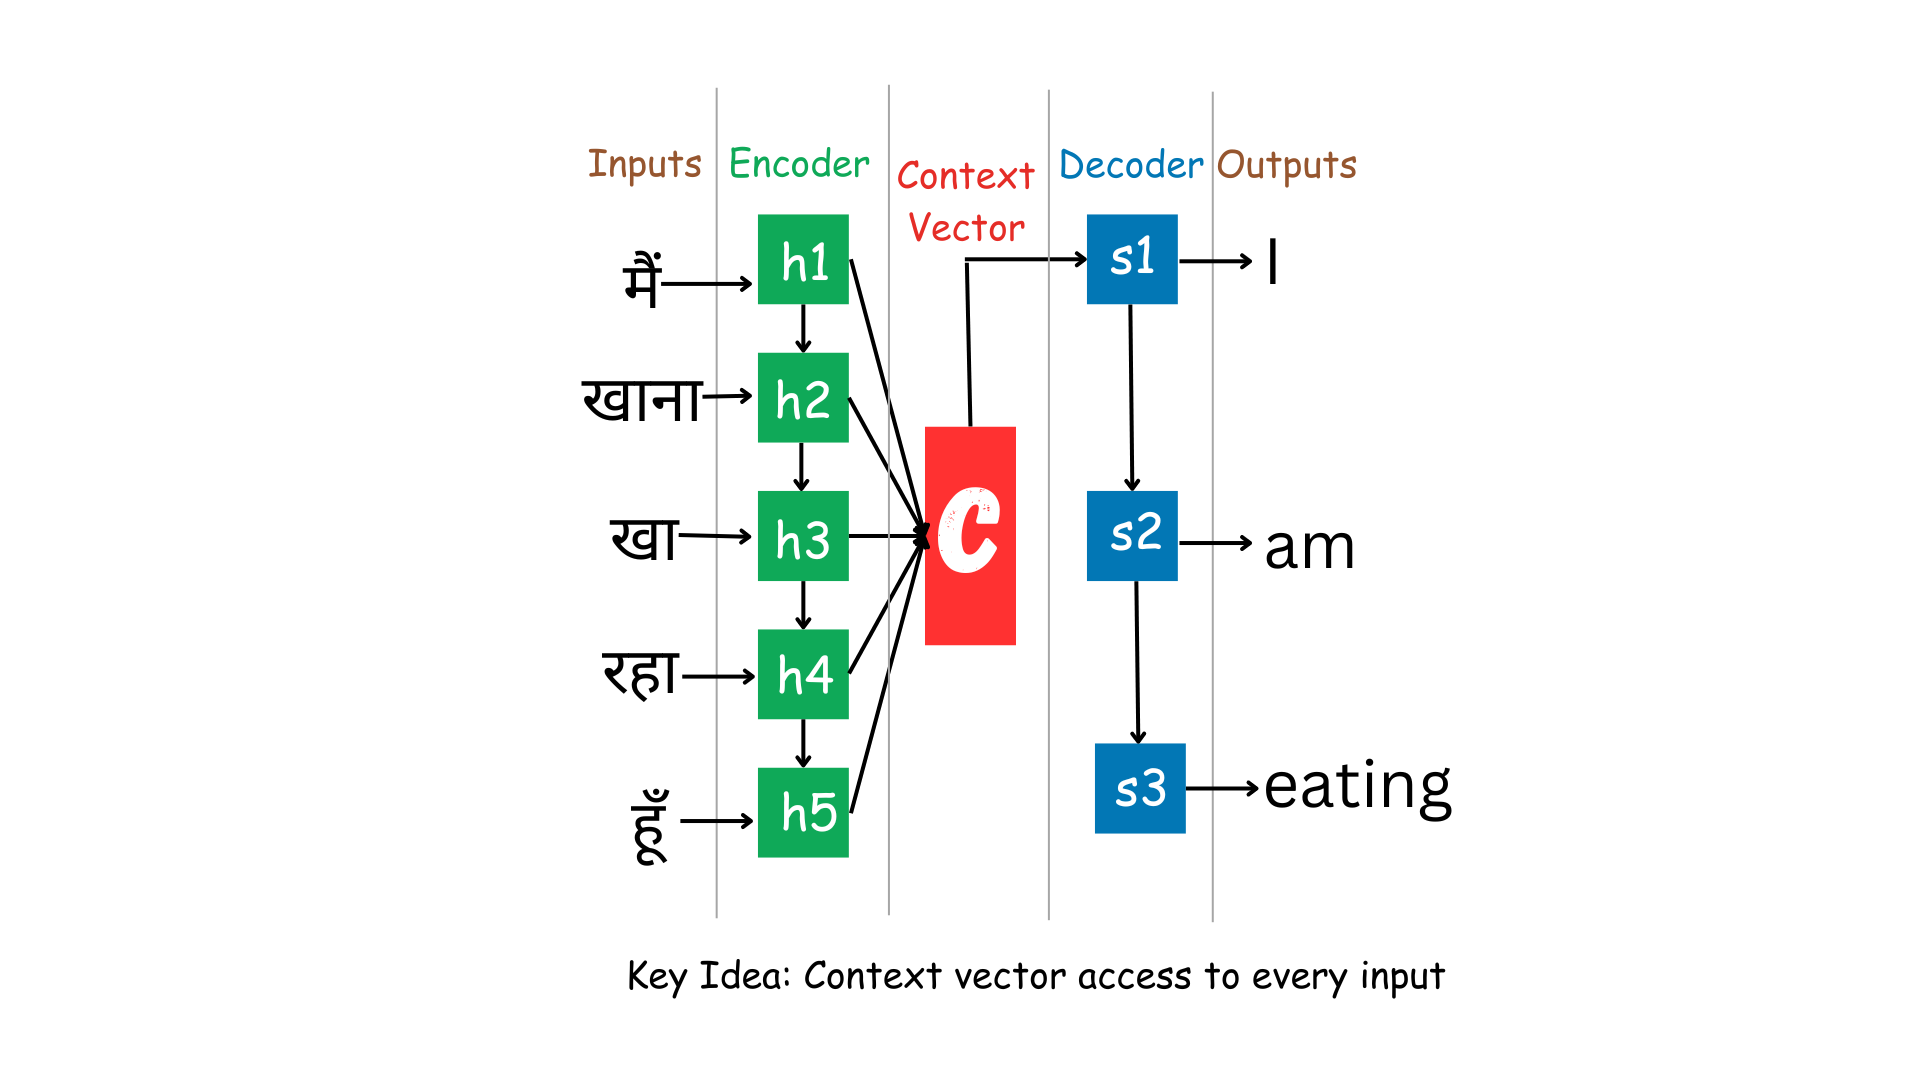 Inputs
Encoder
Context
Vector
Decoder
Outputs
मैं
h1
s1
I
खाना
h2
खा
h3
C
s2
am
रहा
h4
हूँ
h5
s3
eating
Key Idea: Context vector access to every input